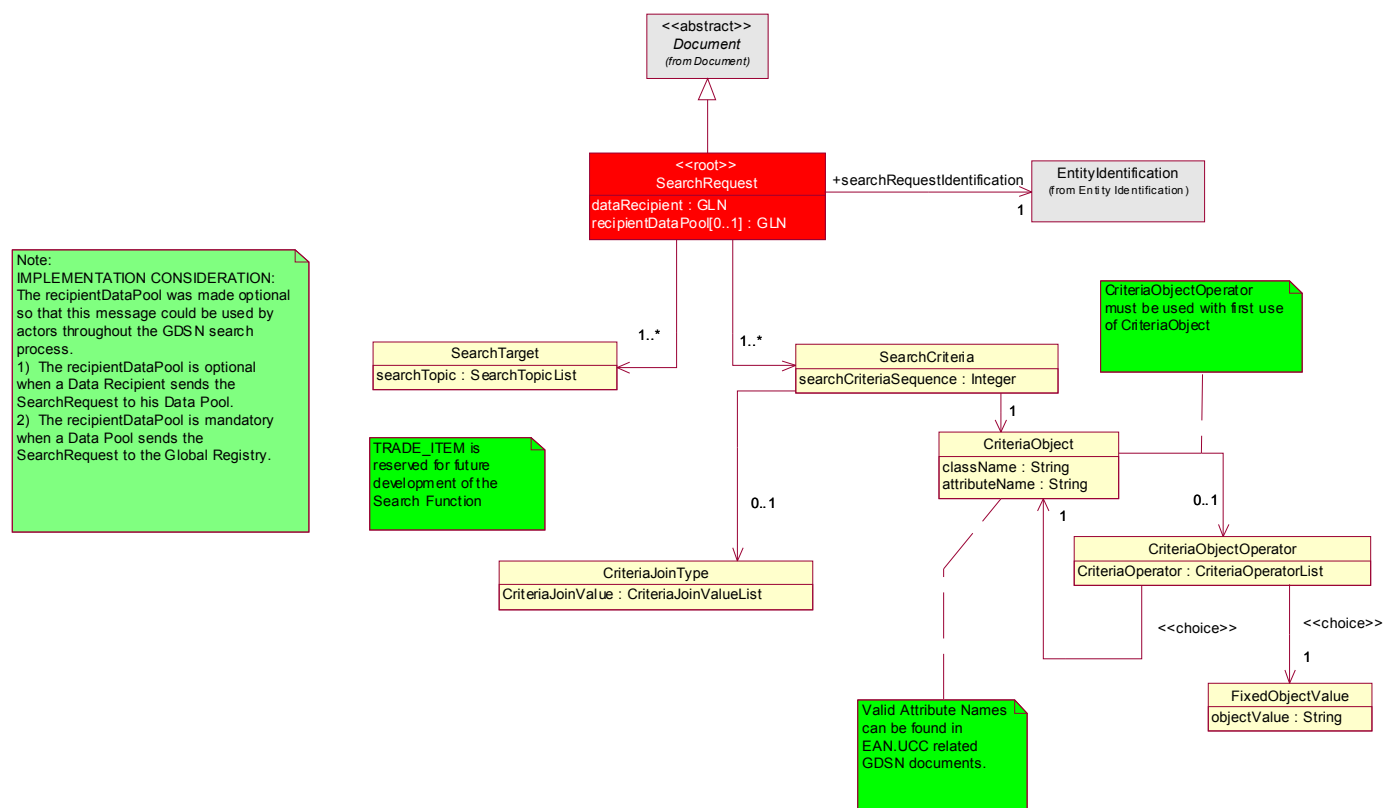 <<abstract>>
Document
(from Document)
<<root>>
SearchRequest
dataRecipient : GLN
recipientDataPool[0..1] : GLN
+searchRequestIdentification
1
EntityIdentification
(from Entity Identification)
Note:
IMPLEMENTATION CONSIDERATION:
The recipientDataPool was made optional
so that this message could be used by
actors throughout the GDSN search
process.
1)  The recipientDataPool is optional
when a Data Recipient sends the
SearchRequest to his Data Pool.
2)  The recipientDataPool is mandatory
when a Data Pool sends the
SearchRequest to the Global Registry.
CriteriaObjectOperator
must be used with first use
of CriteriaObject
1..*
1..*
SearchTarget
searchTopic : SearchTopicList
SearchCriteria
searchCriteriaSequence : Integer
1
TRADE_ITEM is
reserved for future
development of the
Search Function
CriteriaObject
className : String
attributeName : String
0..1
1
0..1
CriteriaJoinType
CriteriaJoinValue : CriteriaJoinValueList
CriteriaObjectOperator
CriteriaOperator : CriteriaOperatorList
<<choice>>
<<choice>>
1
FixedObjectValue
objectValue : String
Valid Attribute Names
can be found in
EAN.UCC related
GDSN documents.